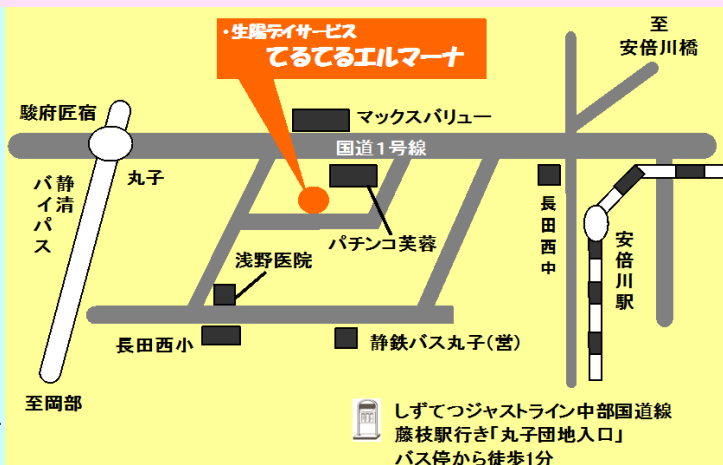 ・生陽デイサービス
てるてるエルマーナ
至
安倍川橋
駿府匠宿
マックスバリュー
国道1号線
丸子
静清
バイパス
パチンコ芙蓉
長田西中
安倍川駅
浅野医院
長田西小
静鉄バス丸子(営)
至岡部
しずてつジャストライン中部国道線
藤枝駅行き「丸子団地入口」
バス停から徒歩1分